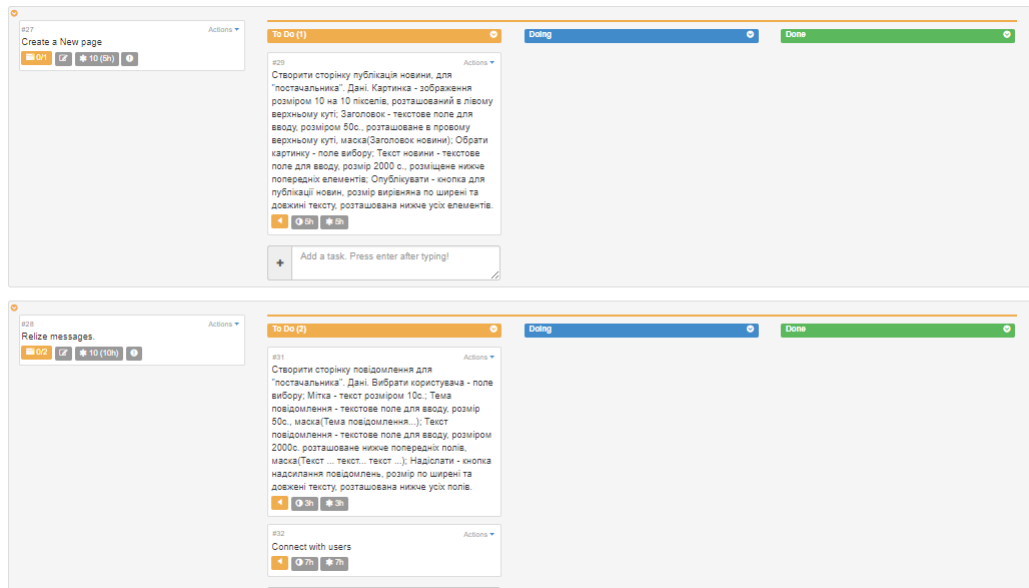 #27 Actions
Create a New page
0/1 10 (5h)
To Do (1)
Doing
Done
#29 Actions
Створити сторінку публікація новини, для
"постачальника". Дані. Картинка - зображення
розміром 10 на 10 пікселів, розташований в лівому
верхньому куті; Заголовок - текстове поле для
вводу, розміром 50с., розташоване в провому
верхньому куті, маска(Заголовок новини); Обрати
картинку - поле вибору; Текст новини - текстове
поле для вводу, розмір 2000 с., розміщене нижче
попередніх елементів; Опублікувати - кнопка для
публікації новин, розмір вирівняна по ширені та
довжині тексту, розташована нижче усіх елементів.
5h 5h
Add a task. Press enter after typing!
#28 Actions
Relize messages.
0/2 10 (10h)
To Do (2)
Doing
Done
#31 Actions
Створити сторінку повідомлення для
"постачальника". Дані. Вибрати користувача - поле
вибору; Мітка - текст розміром 10с.; Тема
повідомлення - текстове поле для вводу, розмір
50с., маска(Тема повідомлення...); Текст
повідомлення - текстове поле для вводу, розміром
2000с. розташоване нижче попередніх полів,
маска(Текст ... текст... текст ...); Надіслати - кнопка
надсилання повідомлень, розмір по ширені та
довжені тексту, розташована нижче усіх полів.
3h 3h
#32 Actions
Connect with users
7h 7h